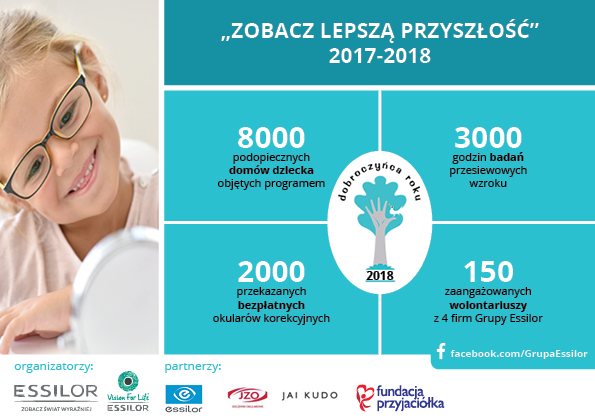 „ZOBACZ LEPSZĄ PRZYSZŁOŚĆ”
2017-2018
8000
podopiecznych
domów dzlecka
objętych programem
3000
godzin badań
przesiewowych
wzroku
dobroczyńca roku
2018
2000
przekazanych
bezpłatnych
okularów korekcyjnych
150
zaangażowanych
wolontariuszy
z 4 firm Grupy Essilor
facebook.com/GrupaEssilor
organizatorzy:
partnerzy:
ESSILOR
ZOBACZ ŚWIAT WYRAŹNIEJ
Vision For Life
ESSILOR
essilor
JZO
JAI KUDO
fundacja
przyjaciółka